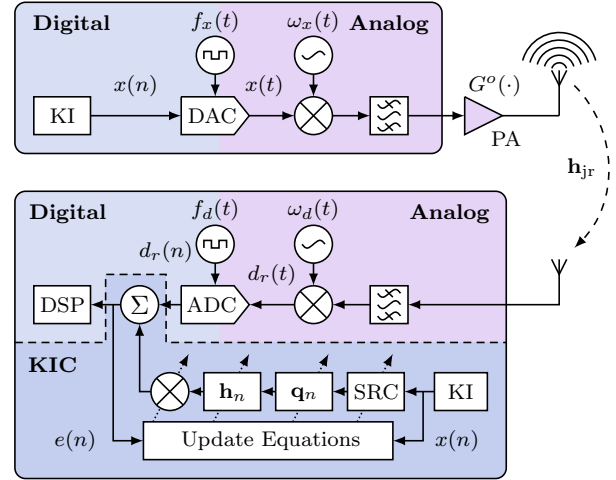 Digital
f_x(t)
ω_x(t)
Analog
x(n)
x(t)
G^o(·)
KI
DAC
PA
h_jr
Digital
f_d(t)
ω_d(t)
Analog
d_r(n)
d_r(t)
DSP
Σ
ADC
KIC
h_n
q_n
SRC
KI
e(n)
Update Equations
x(n)